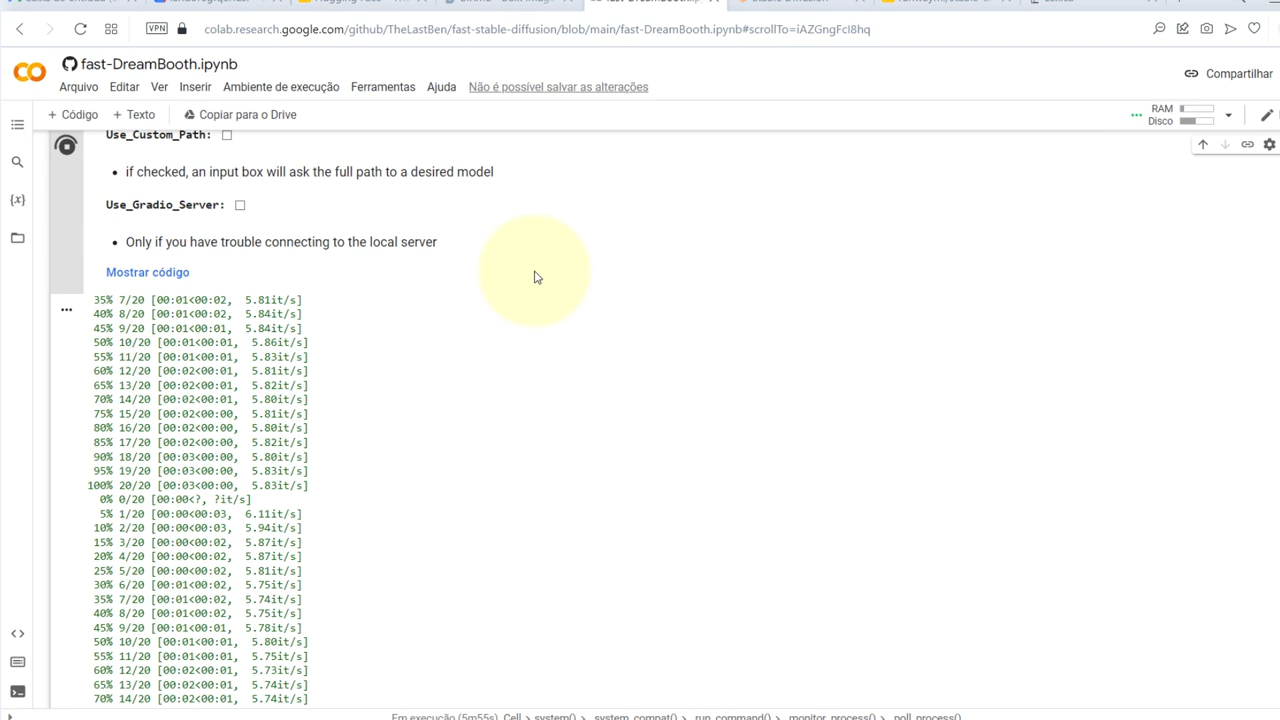 VPN
colab.research.google.com/github/TheLastBen/fast-stable-diffusion/blob/main/fast-DreamBooth.ipynb#scrollTo=iAZGngFcI8hq
fast-DreamBooth.ipynb
Compartilhar
Arquivo Editar Ver Inserir Ambiente de execução Ferramentas Ajuda Não é possível salvar as alterações
+ Código + Texto Copiar para o Drive
RAM
Disco
Use_Custom_Path:
• if checked, an input box will ask the full path to a desired model
Use_Gradio_Server:
• Only if you have trouble connecting to the local server
Mostrar código
35% 7/20 [00:01<00:02, 5.81it/s]
40% 8/20 [00:01<00:02, 5.84it/s]
45% 9/20 [00:01<00:01, 5.84it/s]
50% 10/20 [00:01<00:01, 5.86it/s]
55% 11/20 [00:01<00:01, 5.83it/s]
60% 12/20 [00:02<00:01, 5.81it/s]
65% 13/20 [00:02<00:01, 5.82it/s]
70% 14/20 [00:02<00:01, 5.80it/s]
75% 15/20 [00:02<00:00, 5.81it/s]
80% 16/20 [00:02<00:00, 5.80it/s]
85% 17/20 [00:02<00:00, 5.82it/s]
90% 18/20 [00:03<00:00, 5.80it/s]
95% 19/20 [00:03<00:00, 5.83it/s]
100% 20/20 [00:03<00:00, 5.83it/s]
0% 0/20 [00:00<?, ?it/s]
5% 1/20 [00:00<00:03, 6.11it/s]
10% 2/20 [00:00<00:03, 5.94it/s]
15% 3/20 [00:00<00:02, 5.87it/s]
20% 4/20 [00:00<00:02, 5.87it/s]
25% 5/20 [00:00<00:02, 5.81it/s]
30% 6/20 [00:01<00:02, 5.75it/s]
35% 7/20 [00:01<00:02, 5.74it/s]
40% 8/20 [00:01<00:02, 5.75it/s]
45% 9/20 [00:01<00:01, 5.78it/s]
50% 10/20 [00:01<00:01, 5.80it/s]
55% 11/20 [00:01<00:01, 5.75it/s]
60% 12/20 [00:02<00:01, 5.73it/s]
65% 13/20 [00:02<00:01, 5.74it/s]
70% 14/20 [00:02<00:01, 5.74it/s]
Em execução (5m55s) Cell > system() > _system_compat() > _run_command() > _monitor_process() > _poll_process()